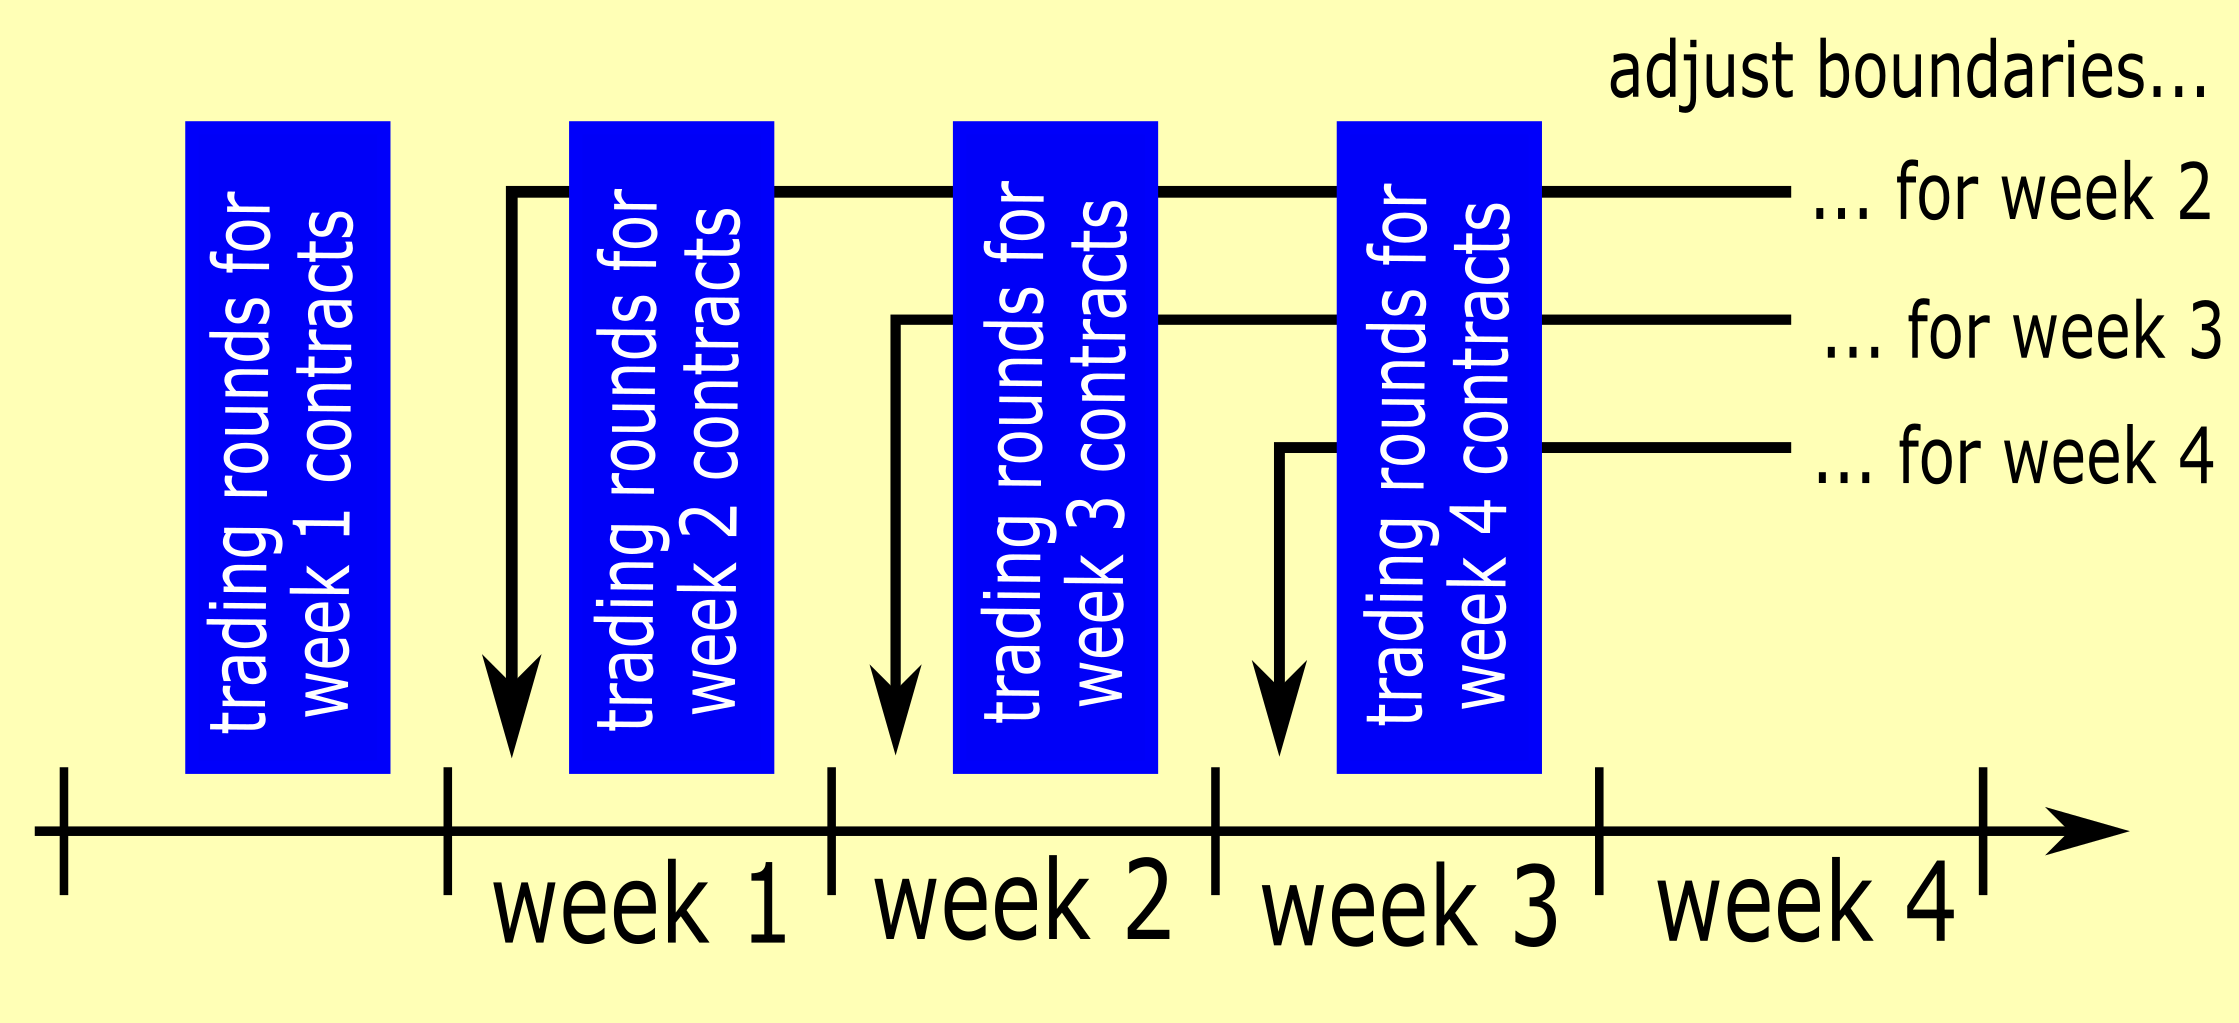 adjust boundaries...
... for week 2
... for week 3
... for week 4
trading rounds for
week 1 contracts
trading rounds for
week 2 contracts
trading rounds for
week 3 contracts
trading rounds for
week 4 contracts
week 1
week 2
week 3
week 4